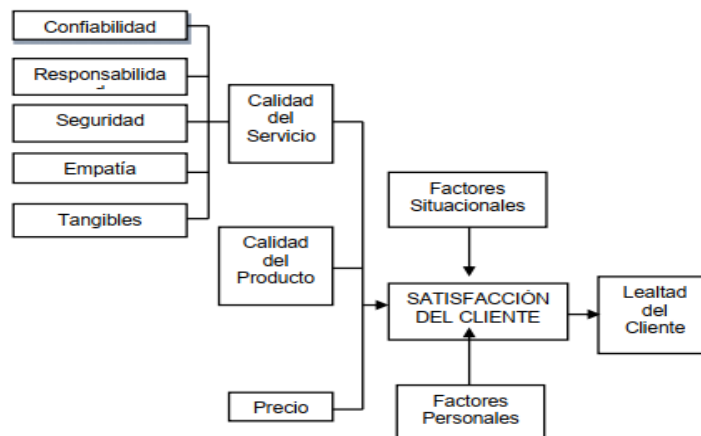 Confiabilidad
Responsabilida
Seguridad
Empatía
Tangibles
Calidad
del
Servicio
Calidad
del
Producto
Precio
Factores
Situacionales
SATISFACCIÓN
DEL CLIENTE
Factores
Personales
Lealtad
del
Cliente